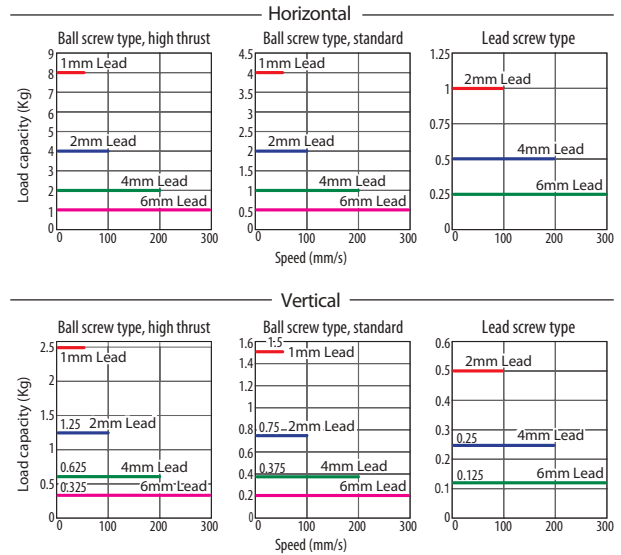 Horizontal
Ball screw type, high thrust
Load capacity (Kg)
9
8
7
6
5
4
3
2
1
0
1mm Lead
2mm Lead
4mm Lead
6mm Lead
0 100 200 300
Ball screw type, standard
4.5
4
3.5
3
3
2.5
2
1.5
1
0.5
0
1mm Lead
2mm Lead
4mm Lead
6mm Lead
0 100 200 300
Speed (mm/s)
Lead screw type
1.25
1
0.75
0.5
0.25
0
2mm Lead
4mm Lead
6mm Lead
0 100 200 300
Vertical
Ball screw type, high thrust
Load capacity (Kg)
2.5
2
1.5
1
0.5
0
1mm Lead
1.25 2mm Lead
0.625 4mm Lead
0.325 6mm Lead
0 100 200 300
Ball screw type, standard
1.6
1.4
1.2
1
0.8
0.6
0.4
0.2
0
1.5
1mm Lead
0.75 2mm Lead
0.375 4mm Lead
6mm Lead
0 100 200 300
Speed (mm/s)
Lead screw type
0.6
0.5
0.4
0.3
0.2
0.1
0
2mm Lead
0.25 4mm Lead
0.125 6mm Lead
0 100 200 300